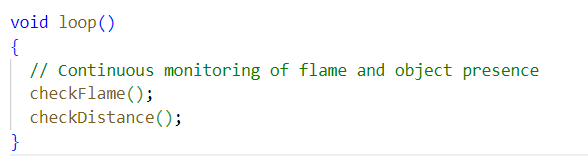 void loop()
{
  // Continuous monitoring of flame and object presence
  checkFlame();
  checkDistance();
}